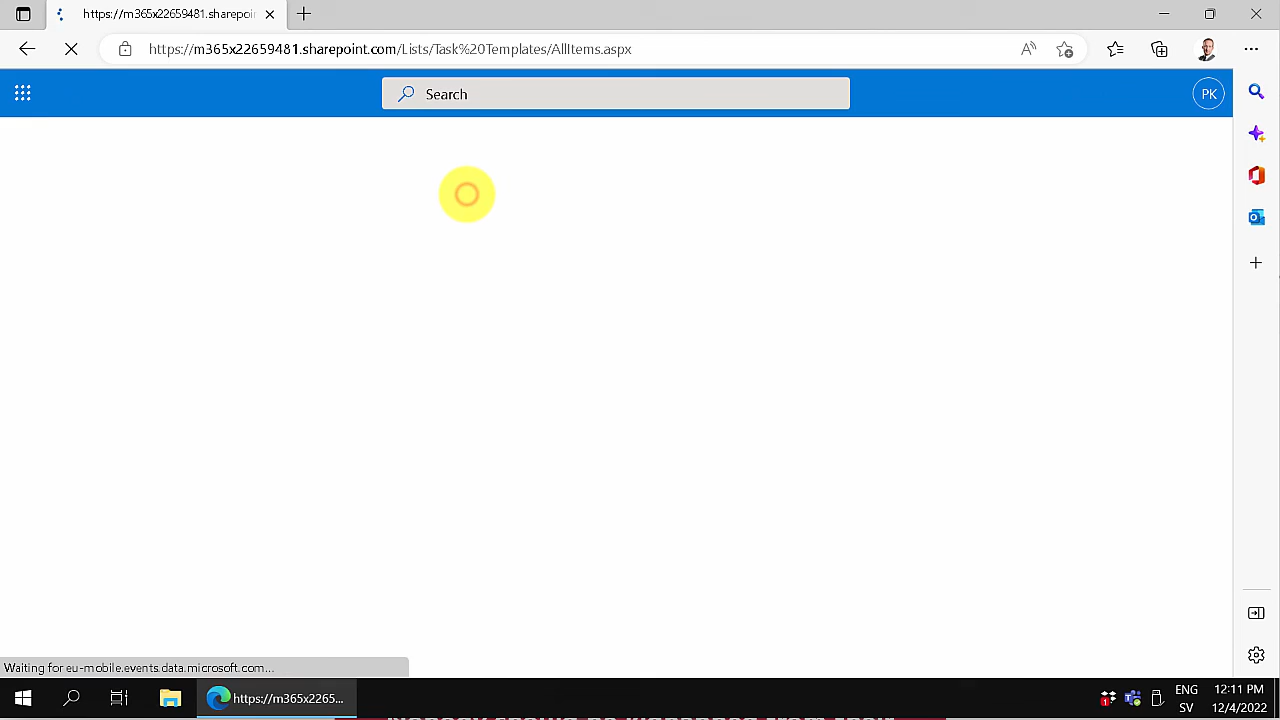 https://m365x22659481.sharepoi
https://m365x22659481.sharepoint.com/Lists/Task%20Templates/AllItems.aspx
Search
PK
Waiting for eu-mobile.events.data.microsoft.com...
https://m365x2265...
ENG
SV
12:11 PM
12/4/2022